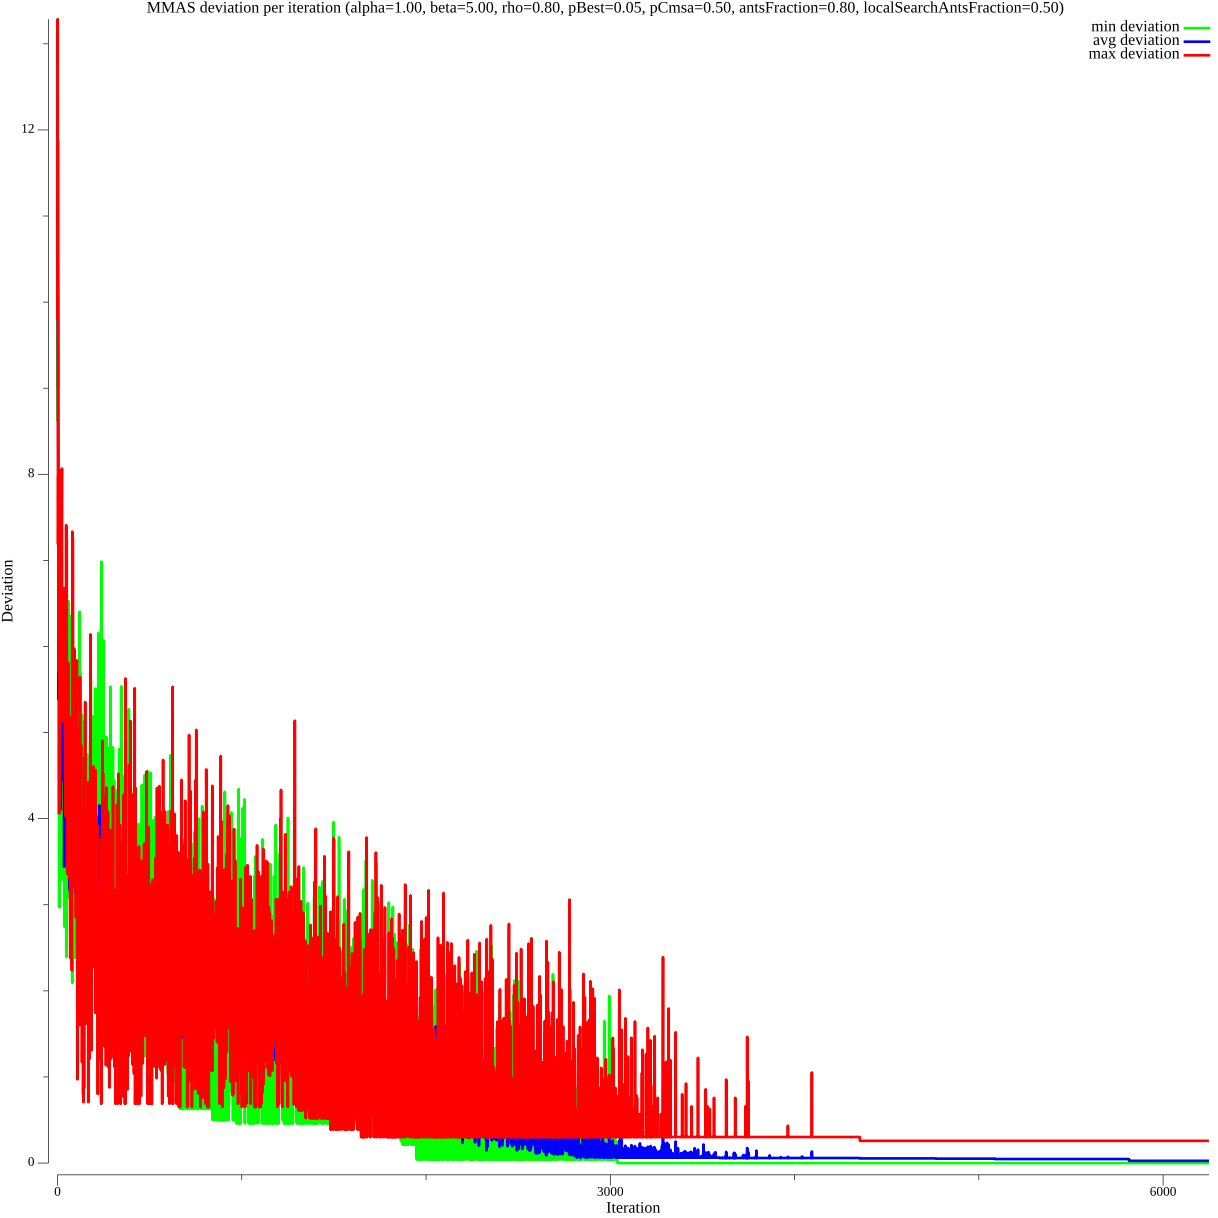 MMAS deviation per iteration (alpha=1.00, beta=5.00, rho=0.80, pBest=0.05, pCmsa=0.50, antsFraction=0.80, localSearchAntsFraction=0.50)
min deviation
avg deviation
max deviation
12
8
4
0
Deviation
0
3000
6000
Iteration